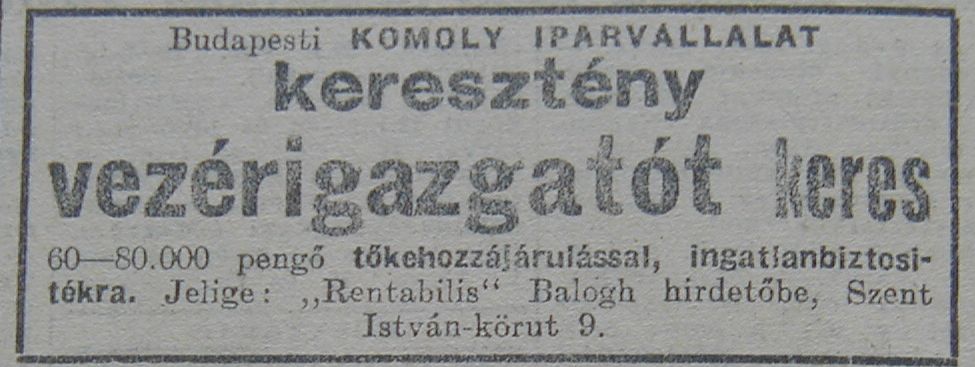 Budapesti KOMOLY IPARVALLALAT
keresztény
vezérigazgatót keres
60—80.000 pengő tőkehozzájárulással, ingatlanbiztosi-
tékra. Jelige: „Rentabilis“ Balogh hirdetőbe, Szent
István-körut 9.